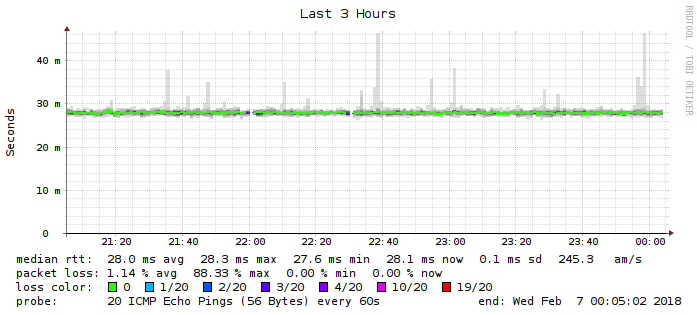 Last 3 Hours
RRDTOOL / TOBI OETIKER
Seconds
40 m
30 m
20 m
10 m
0
21:20 21:40 22:00 22:20 22:40 23:00 23:20 23:40 00:00
median rtt: 28.0 ms avg 28.3 ms max 27.6 ms min 28.1 ms now 0.1 ms sd 245.3 am/s
packet loss: 1.14 % avg 88.33 % max 0.00 % min 0.00 % now
loss color: 0 1/20 2/20 3/20 4/20 10/20 19/20
probe: 20 ICMP Echo Pings (56 Bytes) every 60s end: Wed Feb 7 00:05:02 2018